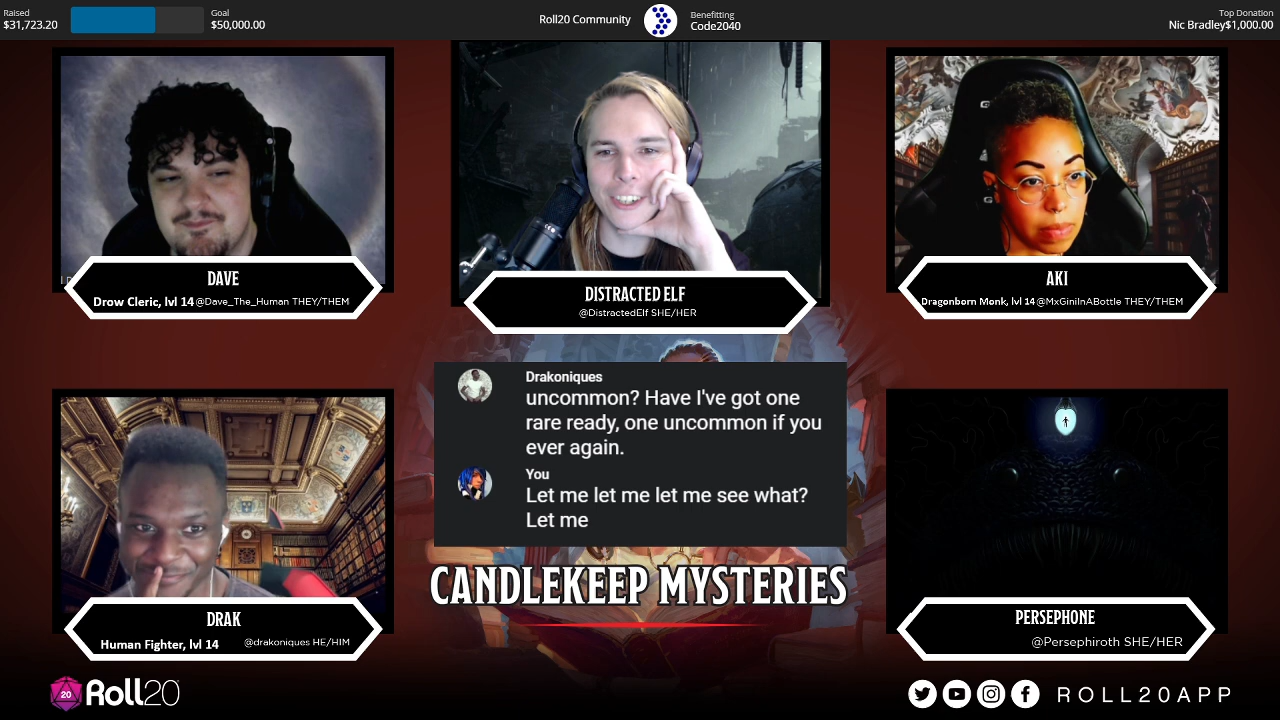 Raised
$31,723.20
Goal
$50,000.00
Roll20 Community
Benefitting
Code2040
Top Donation
Nic Bradley$1,000.00
DAVE
Drow Cleric, lvl 14 @Dave_The_Human THEY/THEM
DISTRACTED ELF
@DistractedElf SHE/HER
AKI
Dragonborn Monk, lvl 14 @MxGiniInABottle THEY/THEM
Drakoniques
uncommon? Have I've got one
rare ready, one uncommon if you
ever again.
You
Let me let me let me see what?
Let me
CANDLEKEEP MYSTERIES
DRAK
Human Fighter, lvl 14 @drakoniques HE/HIM
PERSEPHONE
@Persephiroth SHE/HER
20 Roll20
ROLL20APP